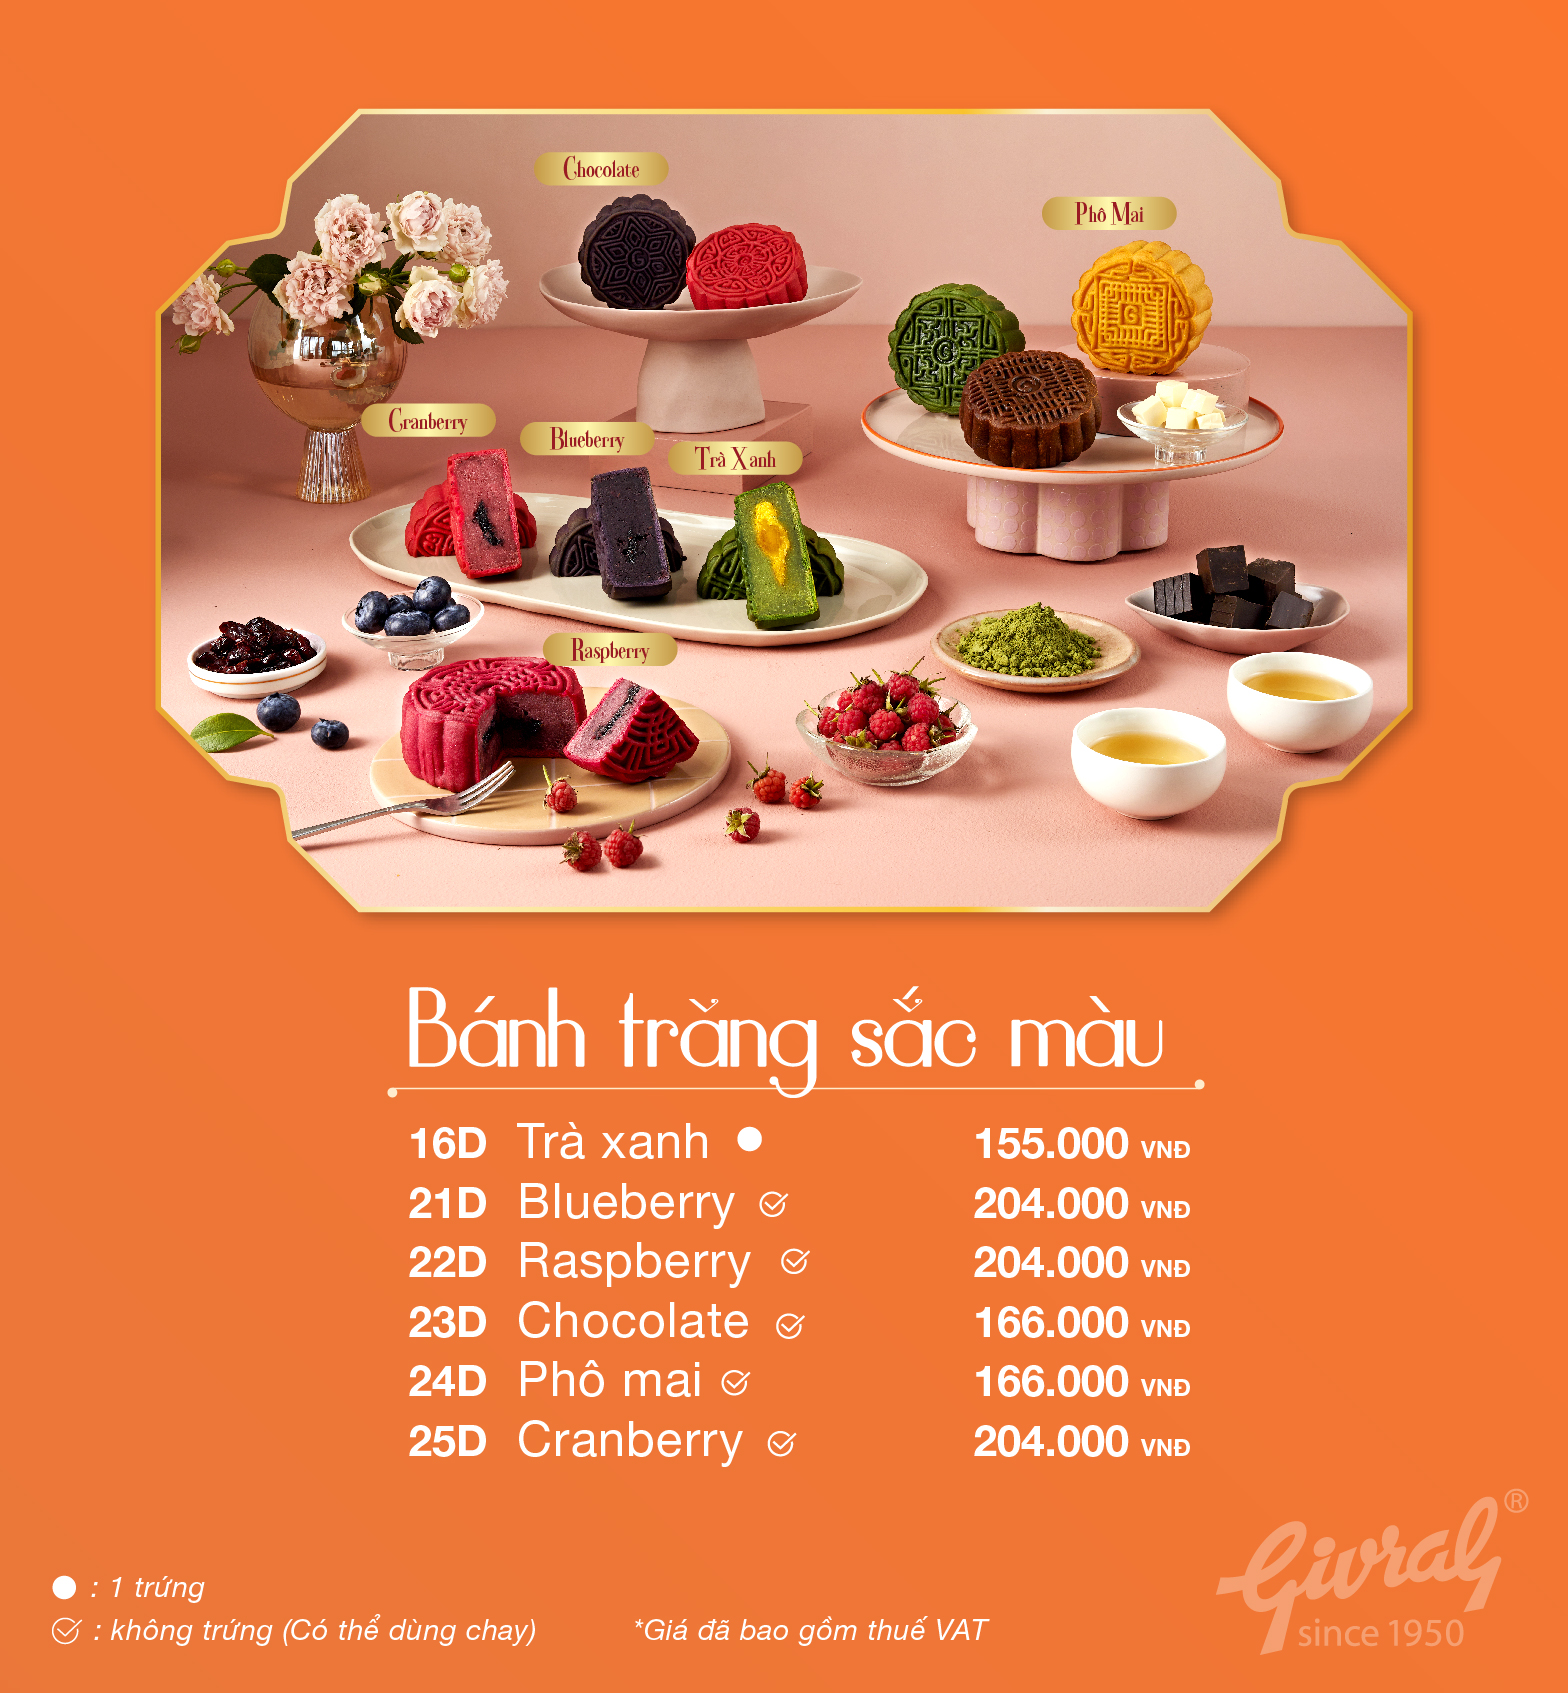 Chocolate
Phô Mai
Cranberry
Blueberry
Trà Xanh
Raspberry
Bánh trăng sắc màu
16D Trà xanh 155.000 VNĐ
21D Blueberry 204.000 VNĐ
22D Raspberry 204.000 VNĐ
23D Chocolate 166.000 VNĐ
24D Phô mai 166.000 VNĐ
25D Cranberry 204.000 VNĐ
: 1 trứng
: không trứng (Có thể dùng chay) *Giá đã bao gồm thuế VAT
Givral®
since 1950